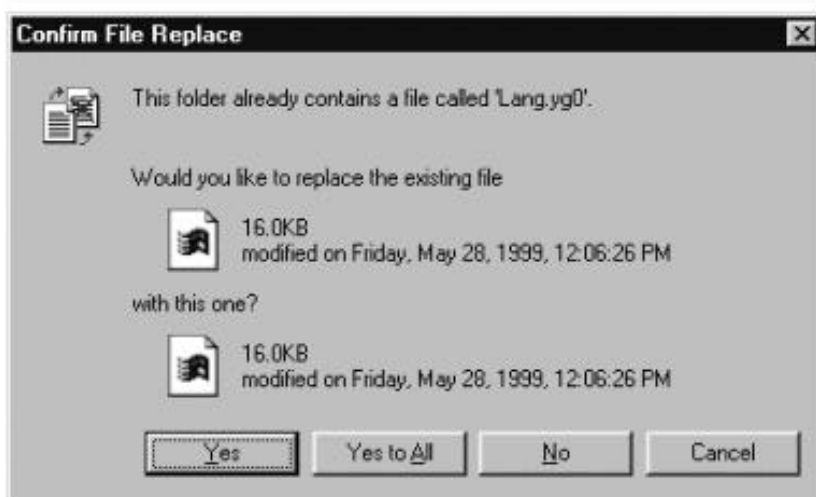 Confirm File Replace
This folder already contains a file called 'Lang.yg0'.
Would you like to replace the existing file
16.0KB
modified on Friday, May 28, 1999, 12:06:26 PM
with this one?
16.0KB
modified on Friday, May 28, 1999, 12:06:26 PM
Yes Yes to All No Cancel